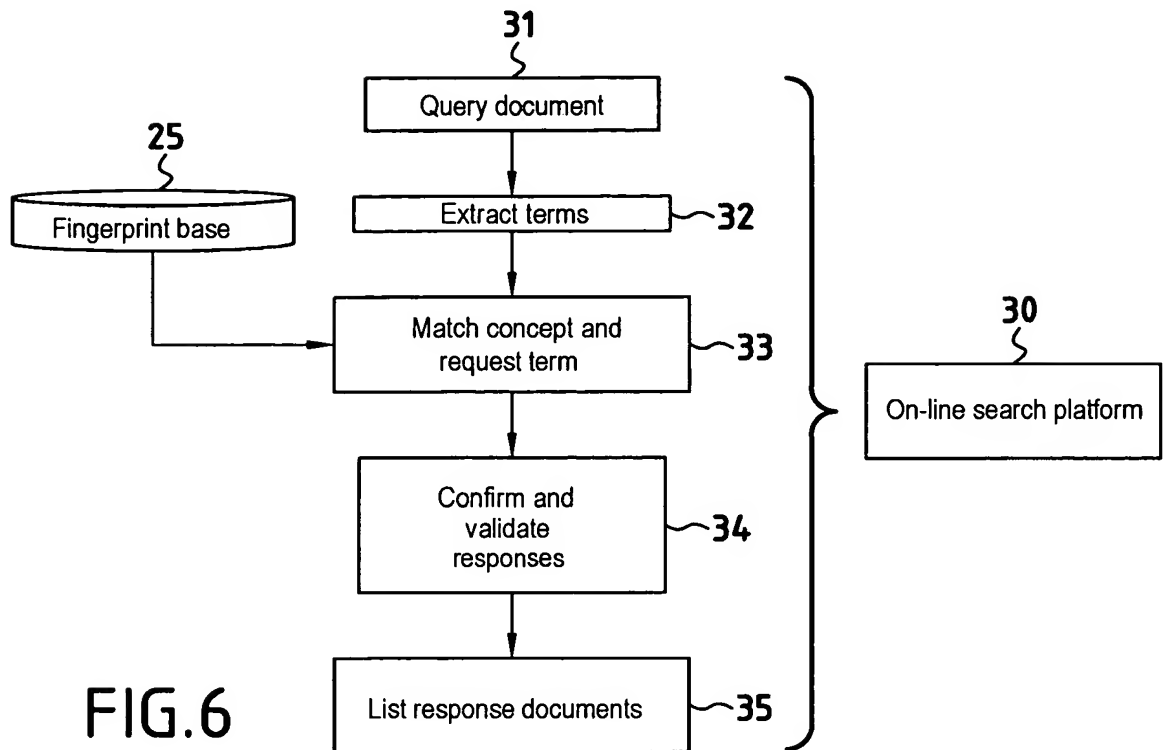 31
Query document
25
Fingerprint base
Extract terms
32
Match concept and
request term
33
30
On-line search platform
Confirm and
validate
responses
34
List response documents
35
FIG.6